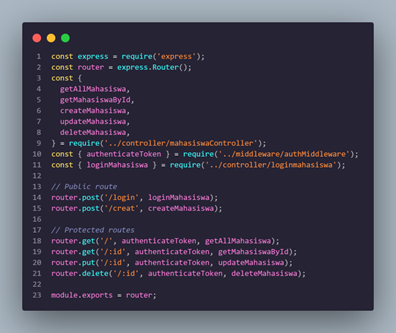 1 const express = require('express');
2 const router = express.Router();
3 const {
4 getAllMahasiswa,
5 getMahasiswaById,
6 createMahasiswa,
7 updateMahasiswa,
8 deleteMahasiswa,
9 } = require('../controller/mahasiswaController');
10 const { authenticateToken } = require('../middleware/authMiddleware');
11 const { loginMahasiswa } = require('../controller/loginmahasiswa');
12
13 // Public route
14 router.post('/login', loginMahasiswa);
15 router.post('/creat', createMahasiswa);
16
17 // Protected routes
18 router.get('/', authenticateToken, getAllMahasiswa);
19 router.get('/:id', authenticateToken, getMahasiswaById);
20 router.put('/:id', authenticateToken, updateMahasiswa);
21 router.delete('/:id', authenticateToken, deleteMahasiswa);
22
23 module.exports = router;